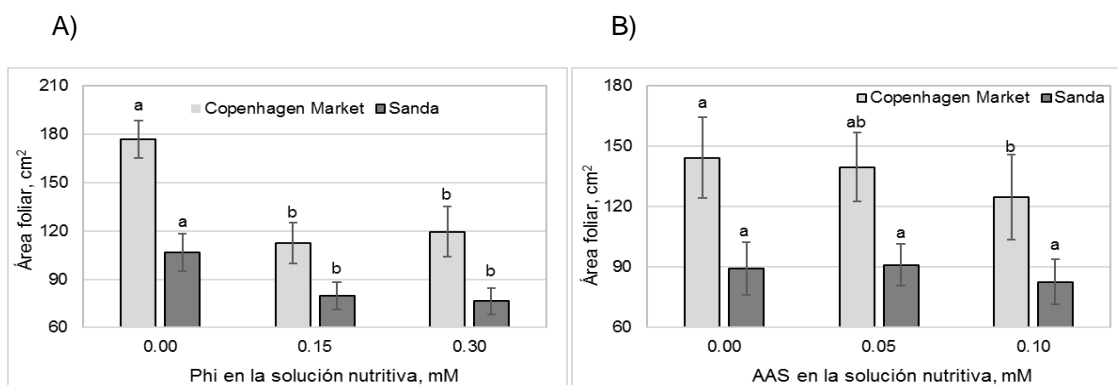 A)
B)
210
180
150
120
90
60
Área foliar, cm²
Copenhagen Market
Sanda
a
a
b
b
b
b
0.00
0.15
0.30
Phi en la solución nutritiva, mM
180
150
120
90
60
Área foliar, cm²
Copenhagen Market
Sanda
a
a
ab
a
b
a
0.00
0.05
0.10
AAS en la solución nutritiva, mM